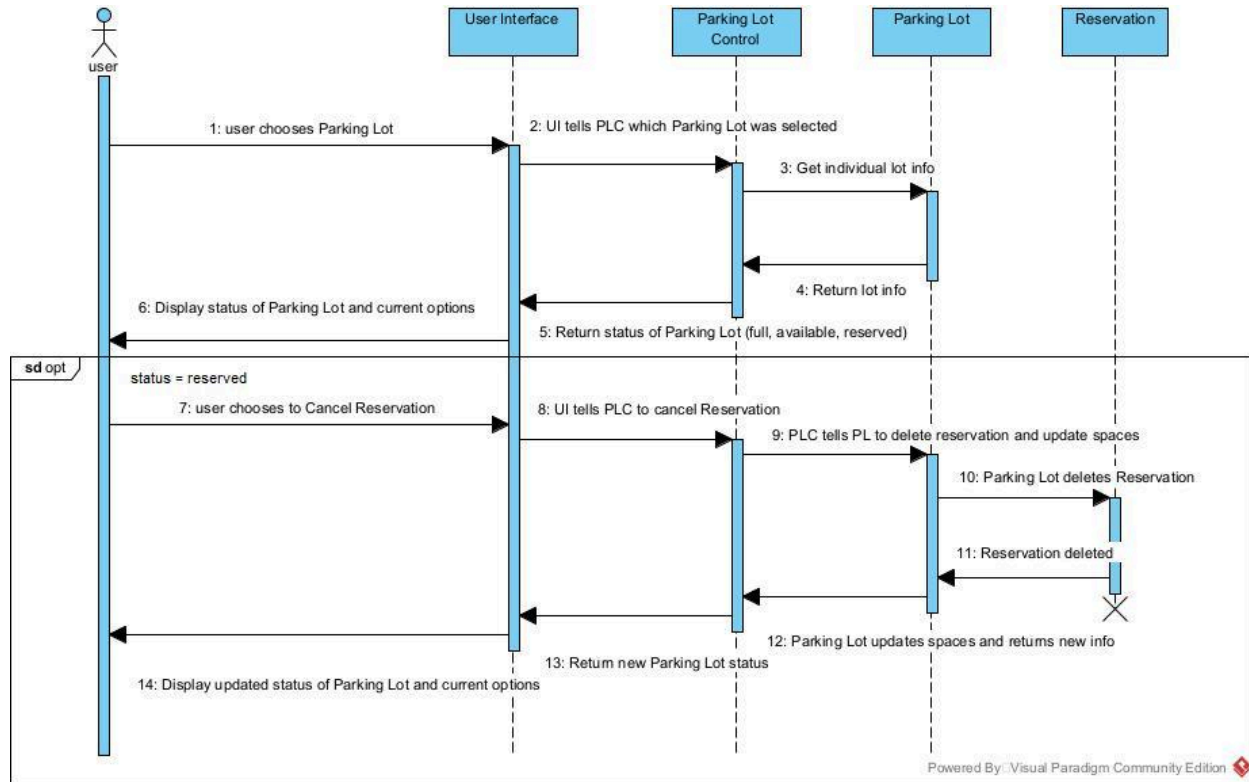 User Interface
Parking Lot
Control
Parking Lot
Reservation
user
1: user chooses Parking Lot
2: UI tells PLC which Parking Lot was selected
3: Get individual lot info
4: Return lot info
5: Return status of Parking Lot (full, available, reserved)
6: Display status of Parking Lot and current options
sd opt
status = reserved
7: user chooses to Cancel Reservation
8: UI tells PLC to cancel Reservation
9: PLC tells PL to delete reservation and update spaces
10: Parking Lot deletes Reservation
11: Reservation deleted
12: Parking Lot updates spaces and returns new info
13: Return new Parking Lot status
14: Display updated status of Parking Lot and current options
Powered By Visual Paradigm Community Edition